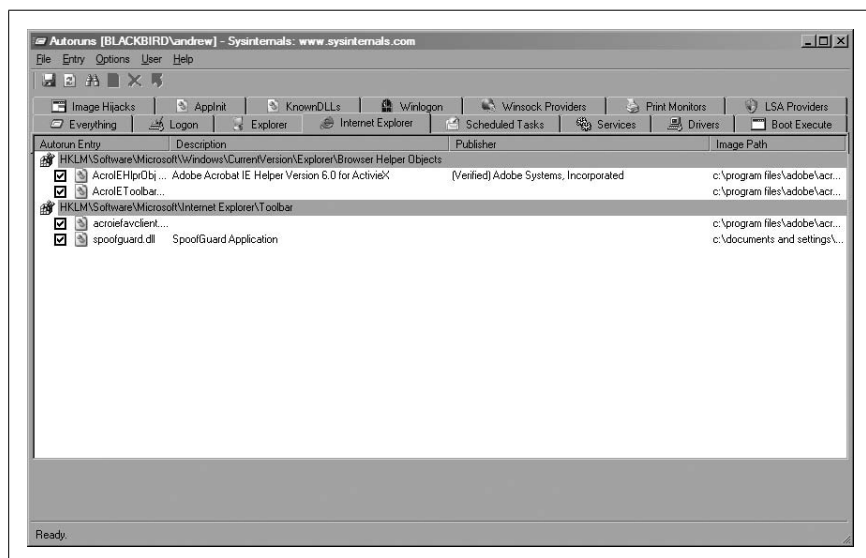 Autoruns [BLACKBIRD\andrew] - Sysinternals: www.sysinternals.com
File Entry Options User Help
Image Hijacks AppInit KnownDLLs Winlogon Winsock Providers Print Monitors LSA Providers
Everything Logon Explorer Internet Explorer Scheduled Tasks Services Drivers Boot Execute
Autorun Entry Description Publisher Image Path
HKLM\Software\Microsoft\Windows\CurrentVersion\Explorer\Browser Helper Objects
AcroIEHlprObj ... Adobe Acrobat IE Helper Version 6.0 for ActivieX (Verified) Adobe Systems, Incorporated c:\program files\adobe\acr...
AcroIEToolbar... c:\program files\adobe\acr...
HKLM\Software\Microsoft\Internet Explorer\Toolbar
acroiefavclient.... c:\program files\adobe\acr...
spoofguard.dll SpoofGuard Application c:\documents and settings\...
Ready.